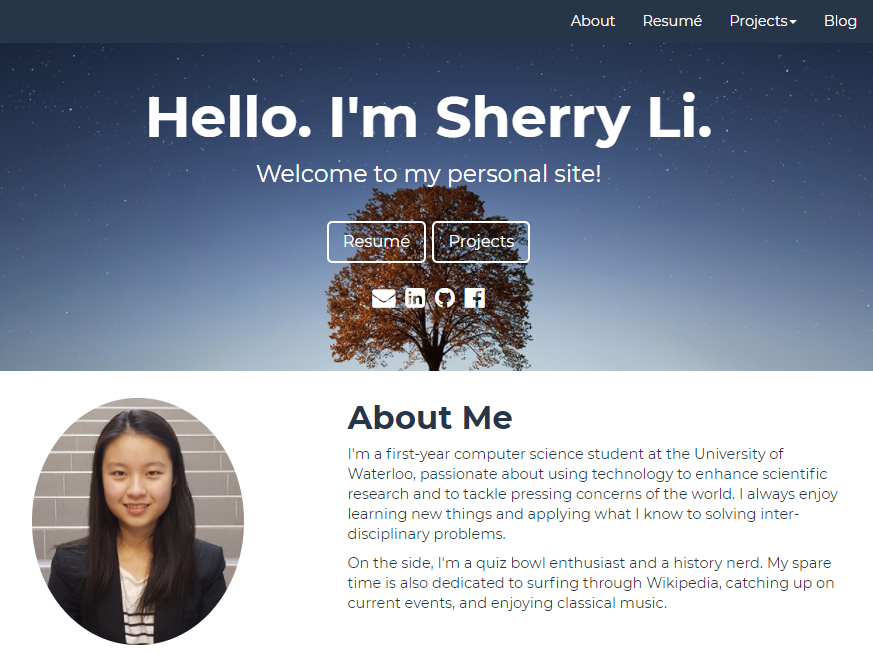 About Resumé Projects Blog
Hello. I'm Sherry Li.
Welcome to my personal site!
Resumé Projects
About Me
I'm a first-year computer science student at the University of
Waterloo, passionate about using technology to enhance scientific
research and to tackle pressing concerns of the world. I always enjoy
learning new things and applying what I know to solving inter-
disciplinary problems.
On the side, I'm a quiz bowl enthusiast and a history nerd. My spare
time is also dedicated to surfing through Wikipedia, catching up on
current events, and enjoying classical music.